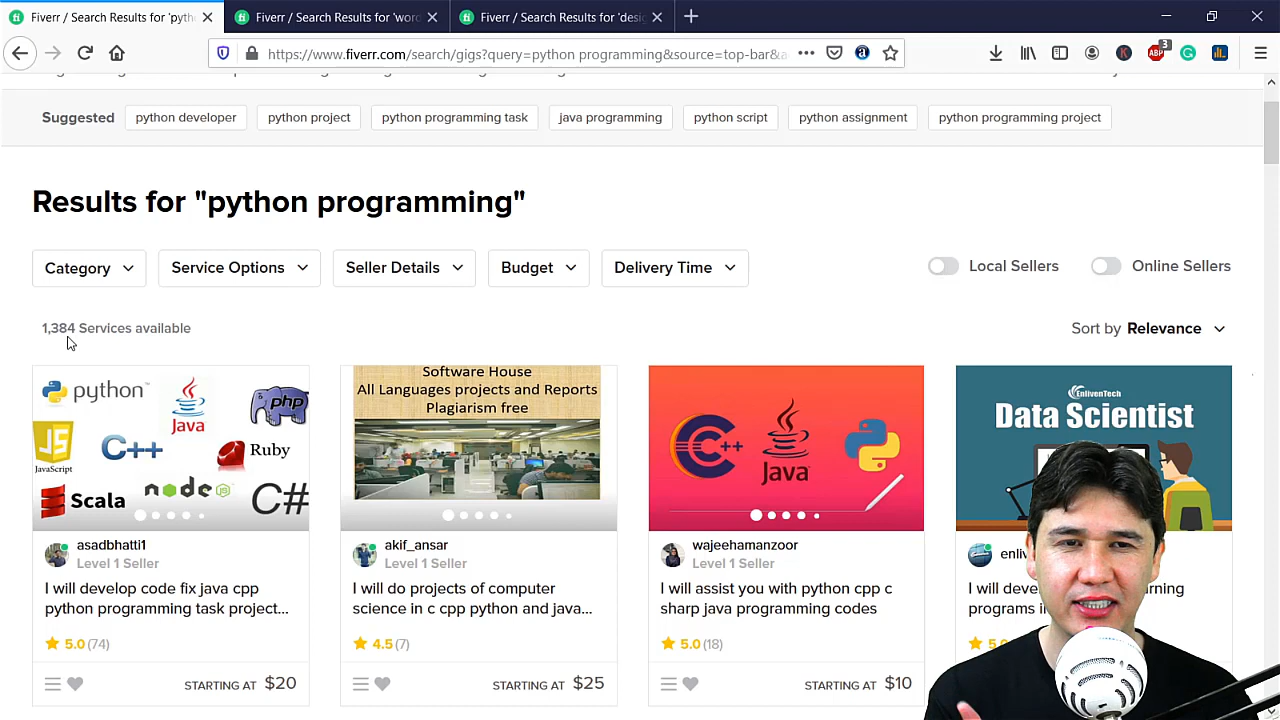 Fiverr / Search Results for 'pyth
Fiverr / Search Results for 'word
Fiverr / Search Results for 'desig
https://www.fiverr.com/search/gigs?query=python programming&source=top-bar&
3
Suggested
python developer
python project
python programming task
java programming
python script
python assignment
python programming project
Results for "python programming"
Category
Service Options
Seller Details
Budget
Delivery Time
Local Sellers
Online Sellers
1,384 Services available
Sort by Relevance
python
Java
php
JS
JavaScript
C++
Ruby
Scala
node
JS
C#
Software House
All Languages projects and Reports
Plagiarism free
C++
Java
EnlivenTech
Data Scientist
asadbhatti1
Level 1 Seller
I will develop code fix java cpp
python programming task project...
5.0 (74)
STARTING AT $20
akif_ansar
Level 1 Seller
I will do projects of computer
science in c cpp python and java...
4.5 (7)
STARTING AT $25
wajeehamanzoor
Level 1 Seller
I will assist you with python cpp c
sharp java programming codes
5.0 (18)
STARTING AT $10